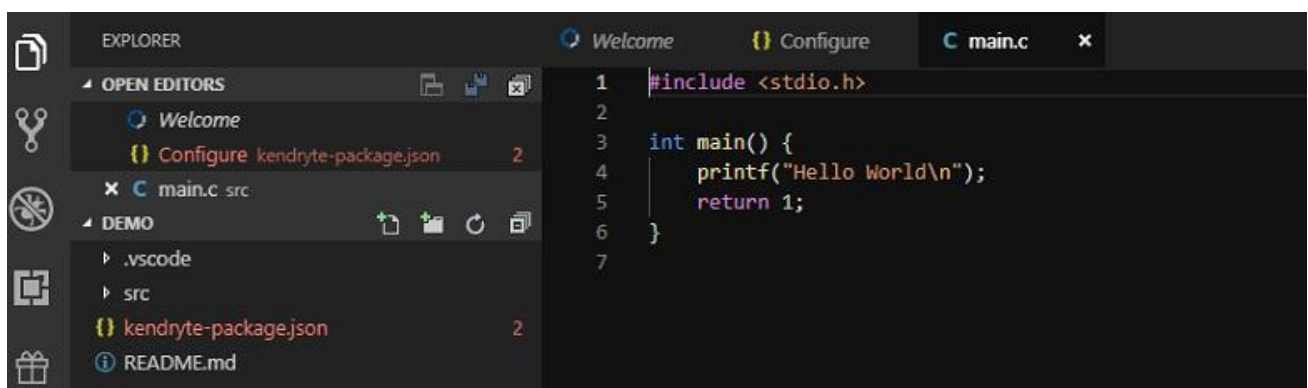 EXPLORER
OPEN EDITORS
Welcome
{} Configure kendryte-package.json 2
C main.c src
DEMO
.vscode
src
{} kendryte-package.json 2
README.md
Welcome {} Configure C main.c
1 #include <stdio.h>
2
3 int main() {
4 printf("Hello World\n");
5 return 1;
6 }
7